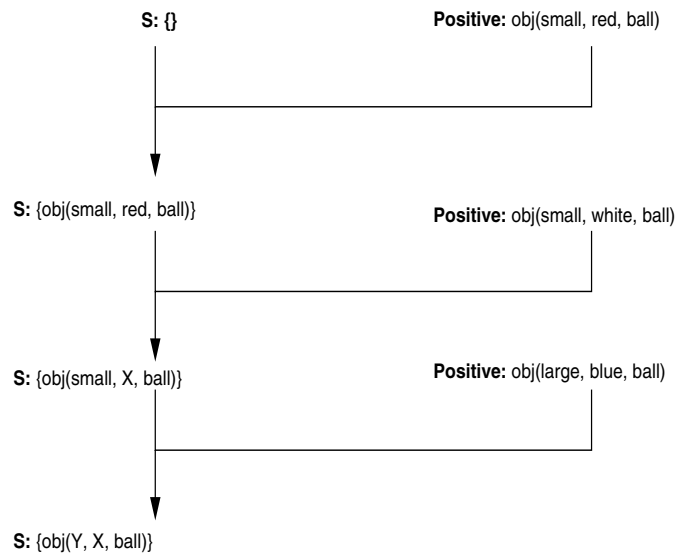 S: {}
Positive: obj(small, red, ball)
S: {obj(small, red, ball)}
Positive: obj(small, white, ball)
S: {obj(small, X, ball)}
Positive: obj(large, blue, ball)
S: {obj(Y, X, ball)}